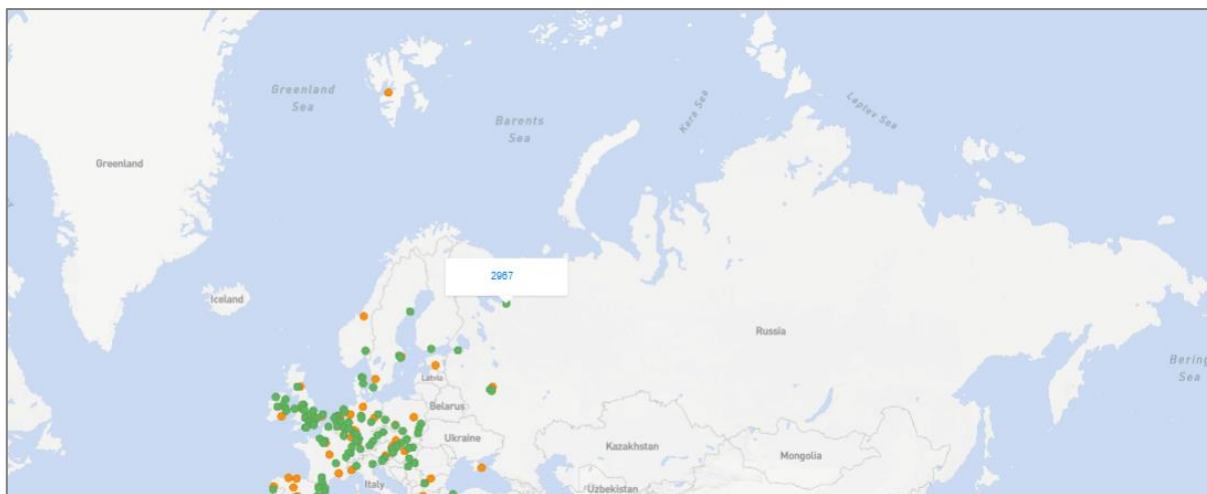 Greenland
Sea
Barents
Sea
Kara Sea
Laptev Sea
Greenland
2967
Iceland
Russia
Bering
Sea
Latvia
Belarus
Ukraine
Kazakhstan
Mongolia
Italy
Uzbekistan